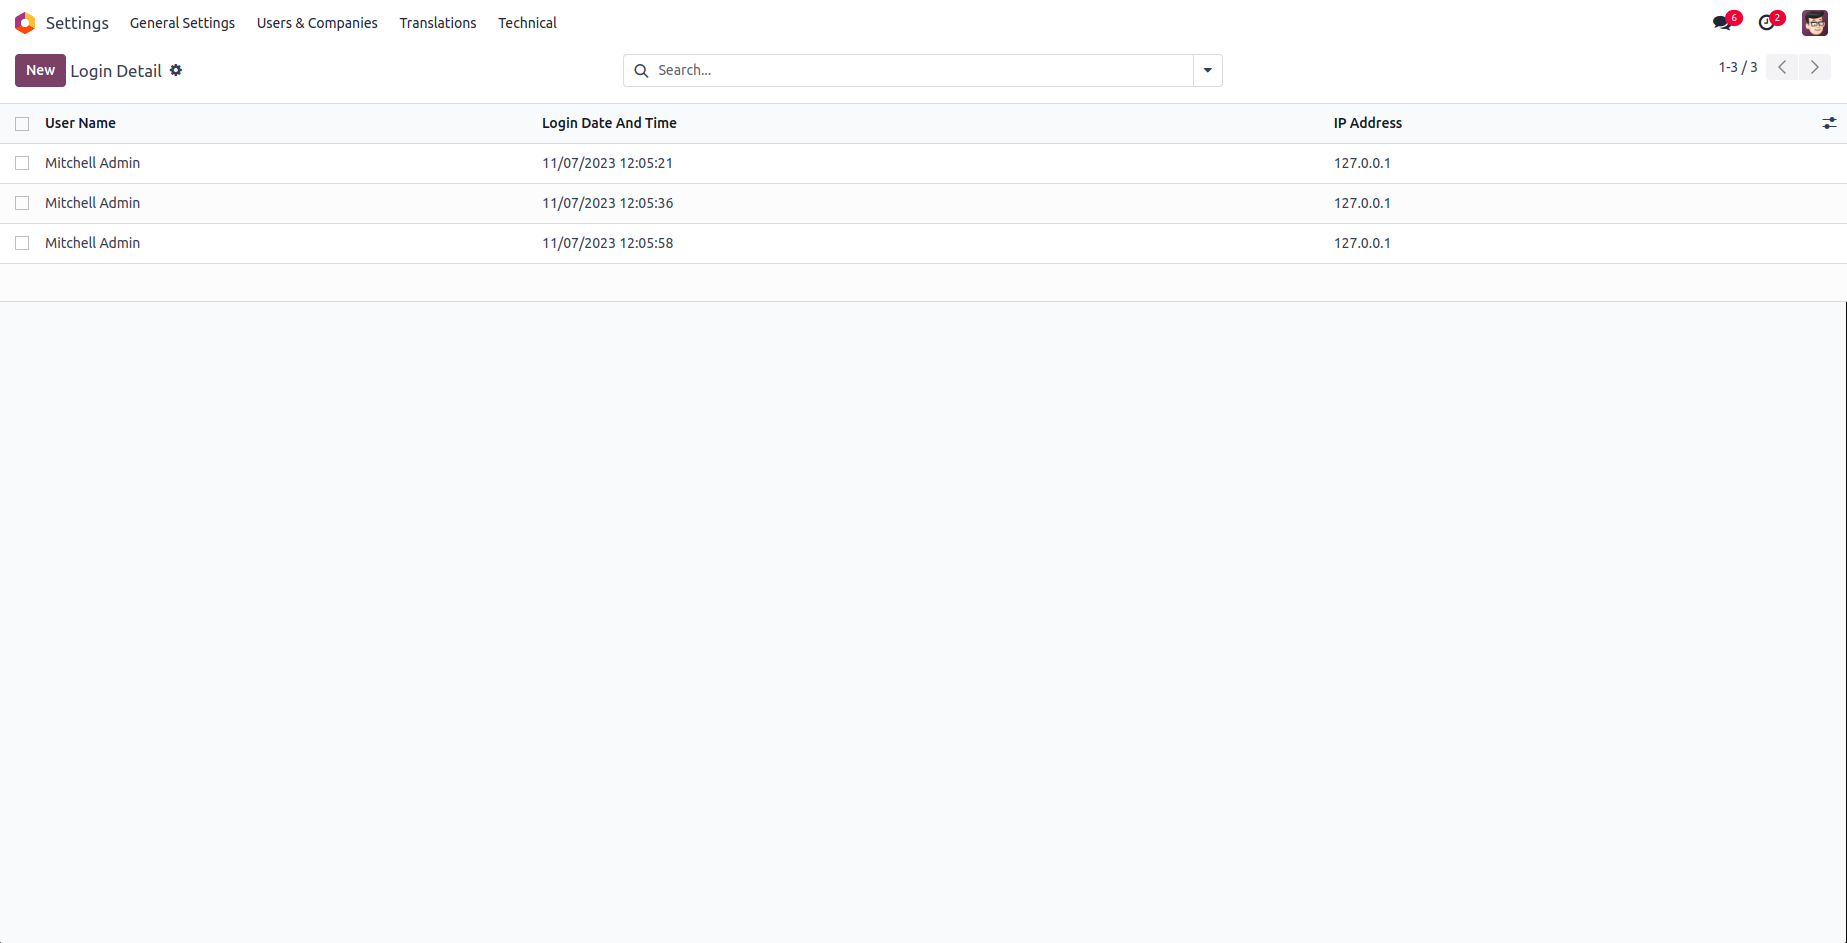 Settings General Settings Users & Companies Translations Technical 6 2
New Login Detail Search... 1-3 / 3
User Name Login Date And Time IP Address
Mitchell Admin 11/07/2023 12:05:21 127.0.0.1
Mitchell Admin 11/07/2023 12:05:36 127.0.0.1
Mitchell Admin 11/07/2023 12:05:58 127.0.0.1